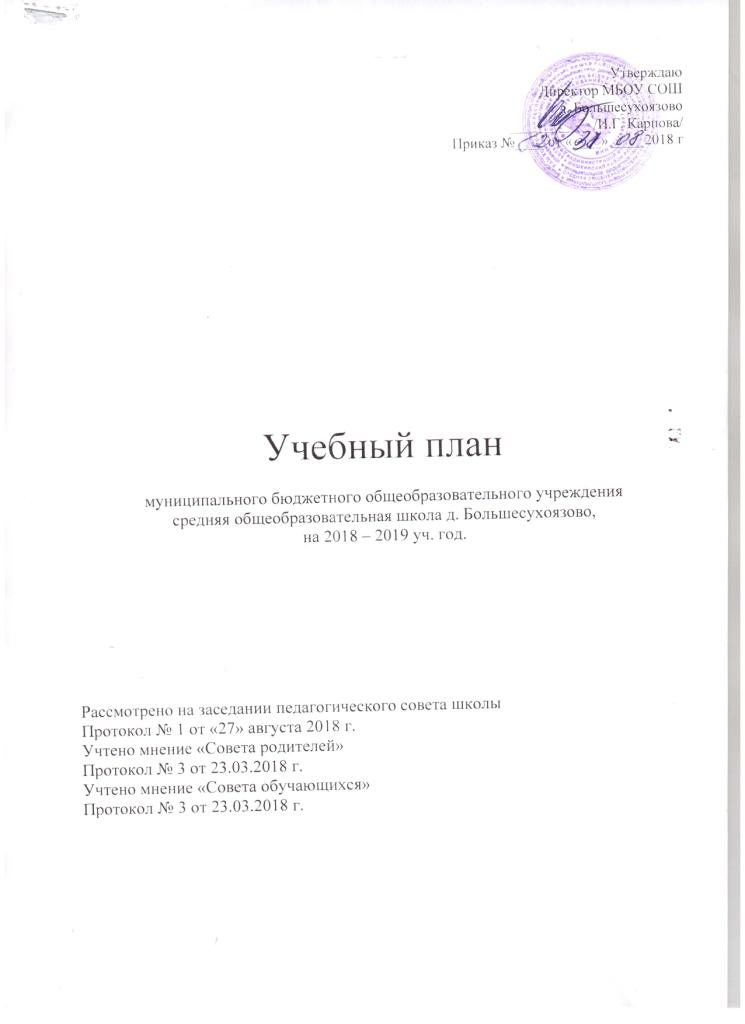 Утверждаю
Директор МБОУ СОШ
д. Большесухоязово
/И.Г. Карпова/
Приказ № от «31» 08 2018 г
Учебный план
муниципального бюджетного общеобразовательного учреждения
средняя общеобразовательная школа д. Большесухоязово,
на 2018 – 2019 уч. год.
Рассмотрено на заседании педагогического совета школы
Протокол № 1 от «27» августа 2018 г.
Учтено мнение «Совета родителей»
Протокол № 3 от 23.03.2018 г.
Учтено мнение «Совета обучающихся»
Протокол № 3 от 23.03.2018 г.